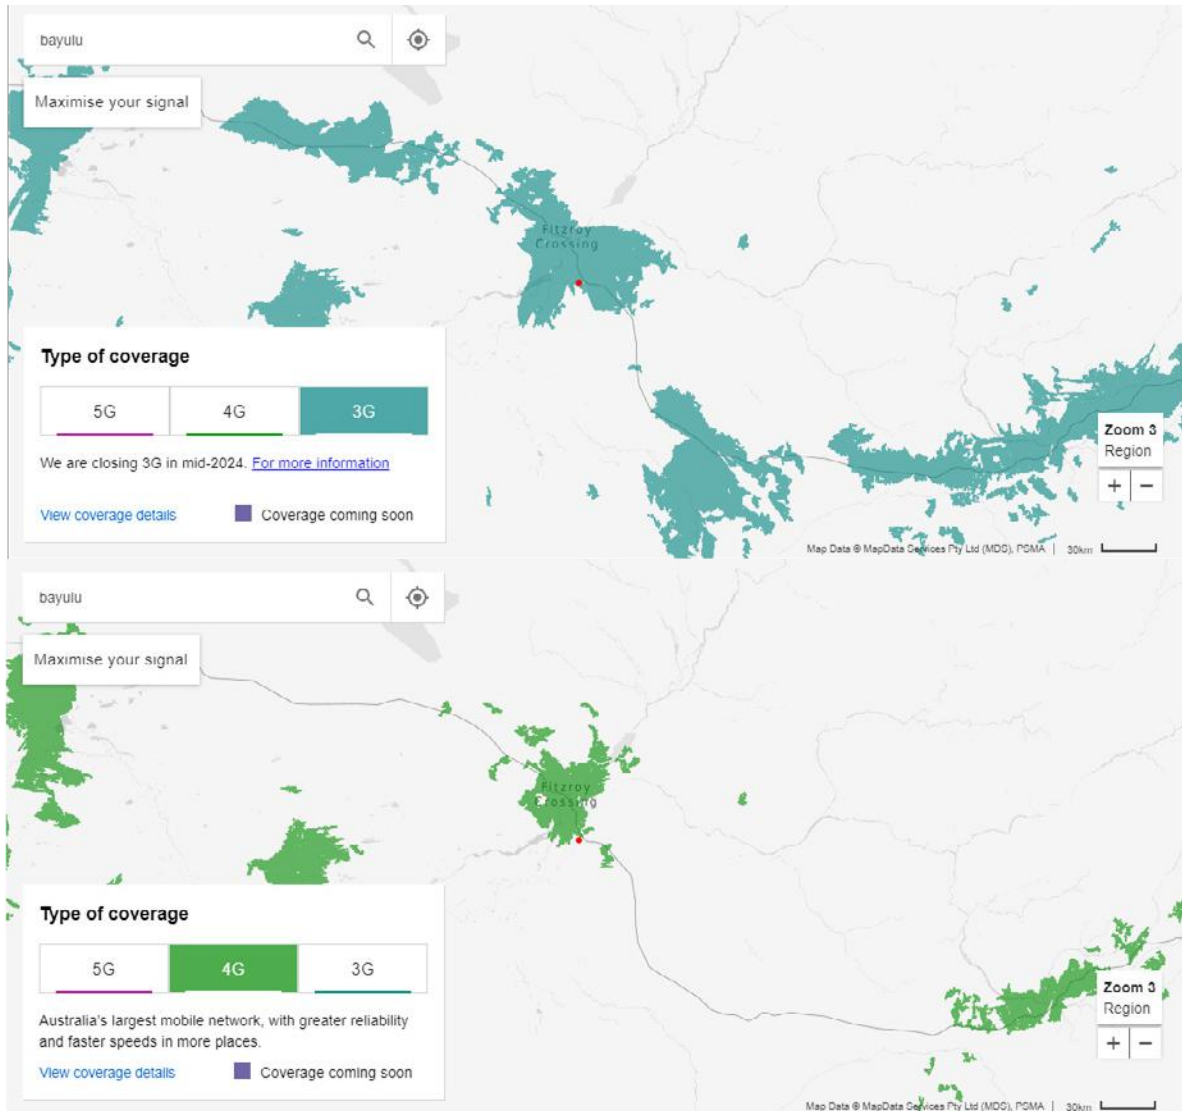 bayulu
Maximise your signal
Fitzroy
Crossing
Type of coverage
5G
4G
3G
We are closing 3G in mid-2024. For more information
View coverage details
Coverage coming soon
Zoom 3
Region
+ −
Map Data © MapData Services Pty Ltd (MDS), PSMA | 30km
bayulu
Maximise your signal
Fitzroy
Crossing
Type of coverage
5G
4G
3G
Australia's largest mobile network, with greater reliability
and faster speeds in more places.
View coverage details
Coverage coming soon
Zoom 3
Region
+ −
Map Data © MapData Services Pty Ltd (MDS), PSMA | 30km